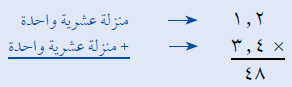 منزلة عشرية واحدة → ١,٢
+ منزلة عشرية واحدة → ٣,٤ ×
٤٨